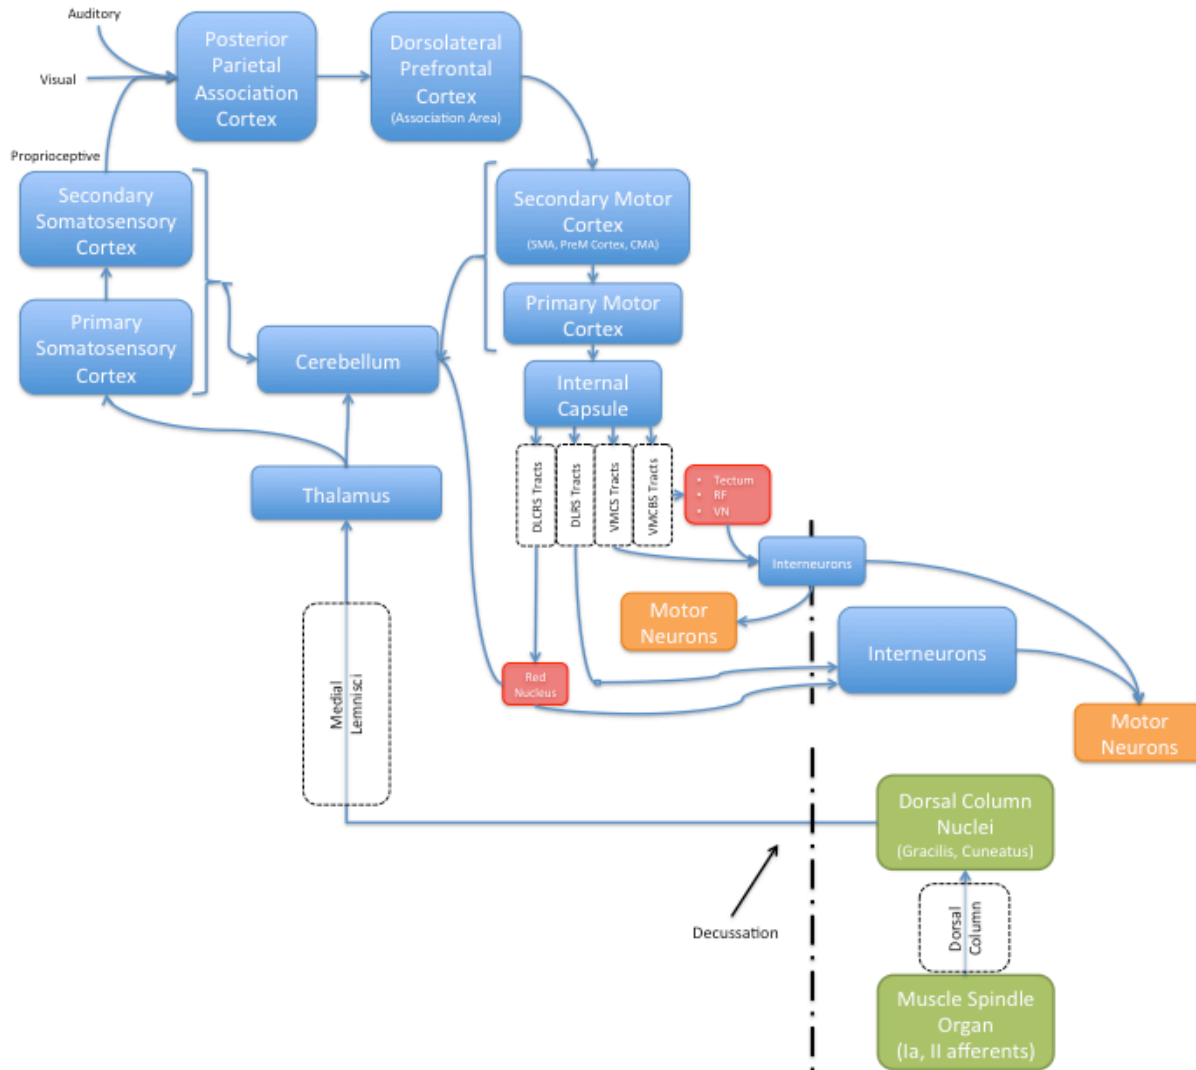 Auditory
Visual
Proprioceptive
Posterior
Parietal
Association
Cortex
Dorsolateral
Prefrontal
Cortex
(Association Area)
Secondary
Somatosensory
Cortex
Secondary Motor
Cortex
(SMA, PreM Cortex, CMA)
Primary
Somatosensory
Cortex
Primary Motor
Cortex
Cerebellum
Internal
Capsule
Thalamus
DLCRS Tracts
DLRS Tracts
VMCS Tracts
VMCBS Tracts
• Tectum
• RF
• VN
Interneurons
Motor
Neurons
Interneurons
Red
Nucleus
Medial
Lemnisci
Motor
Neurons
Dorsal Column
Nuclei
(Gracilis, Cuneatus)
Decussation
Dorsal
Column
Muscle Spindle
Organ
(Ia, II afferents)